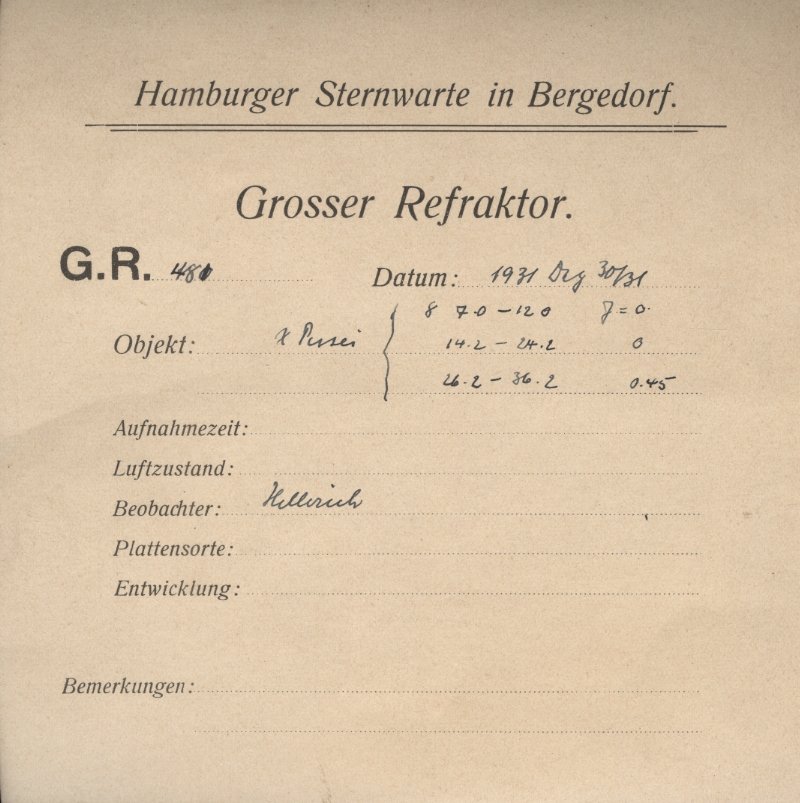 Hamburger Sternwarte in Bergedorf.
Grosser Refraktor.
G.R. 480 Datum: 1931 Dez 30/31
8 7.0 – 12.0 J = 0.
Objekt: χ Persei 14.2 – 24.2 0
26.2 – 36.2 0.45
Aufnahmezeit:
Luftzustand:
Beobachter: Hellerich
Plattensorte:
Entwicklung:
Bemerkungen: